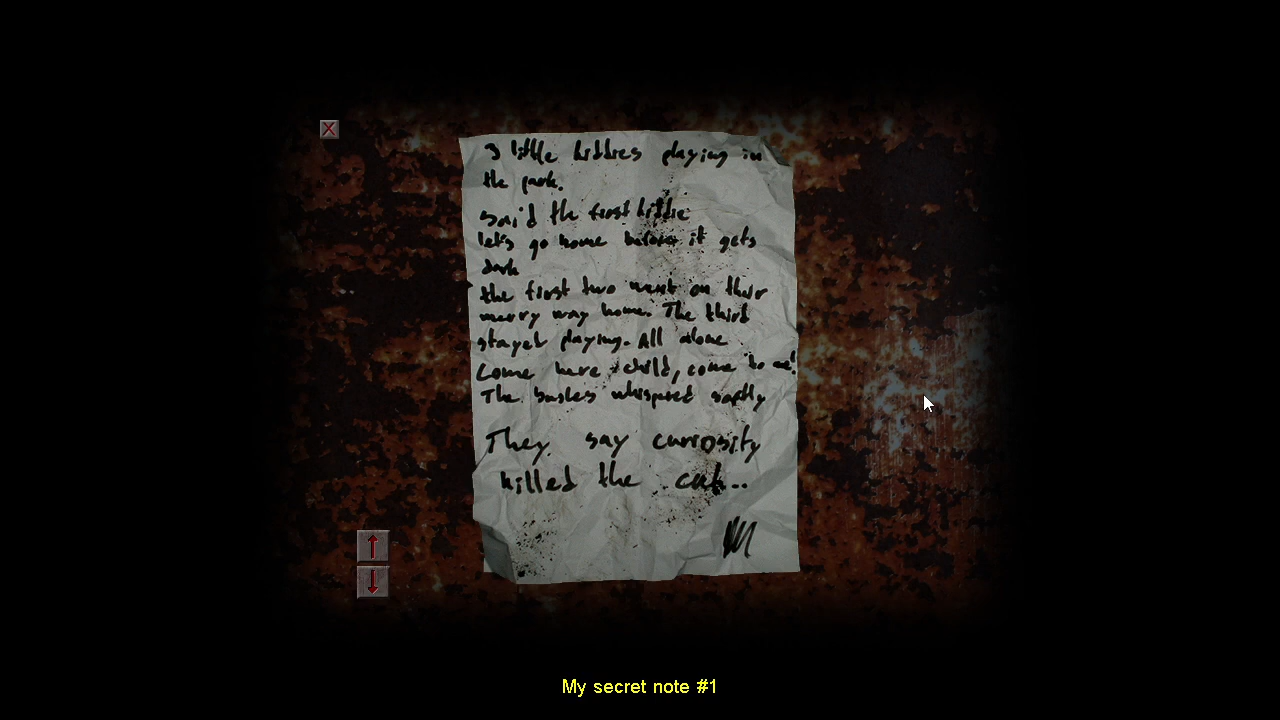 3 little kiddies playing in
the park.
said the first kiddie
let's go home before it gets
dark
the first two went on their
merry way home. The third
stayed playing. All alone
Come here child, come to me!
The bushes whispered softly
They say curiosity
killed the cat...
My secret note #1